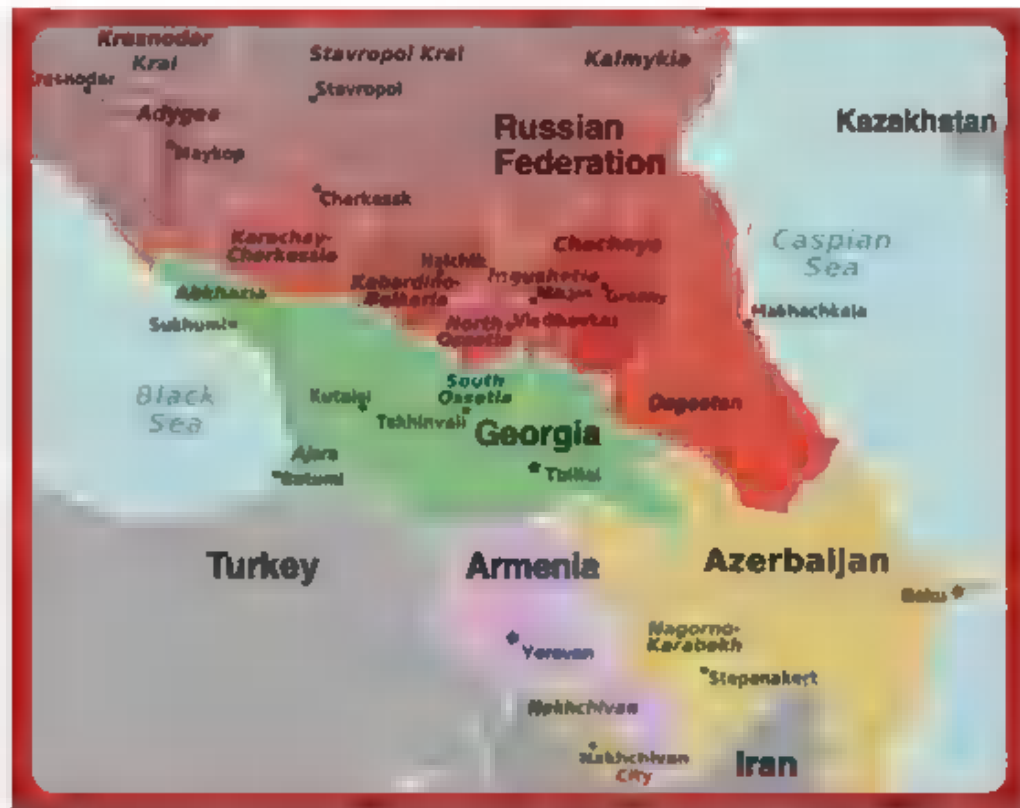 Krasnodar
Krai
Stavropol Krai
Kalmykia
Krasnodar
Stavropol
Adygea
Russian
Federation
Kazakhstan
Maykop
Cherkessk
Karachay-
Cherkessia
Chechnya
Caspian
Sea
Nalchik
Ingushetia
Kabardino-
Balkaria
Magas
Grozny
Abkhazia
Makhachkala
Sukhumi
North
Ossetia
Vladikavkaz
Black
Sea
South
Ossetia
Kutaisi
Dagestan
Tskhinvali
Georgia
Ajara
Batumi
Tbilisi
Turkey
Armenia
Azerbaijan
Baku
Nagorno-
Karabakh
Yerevan
Stepanakert
Nakhchivan
Nakhchivan
City
Iran